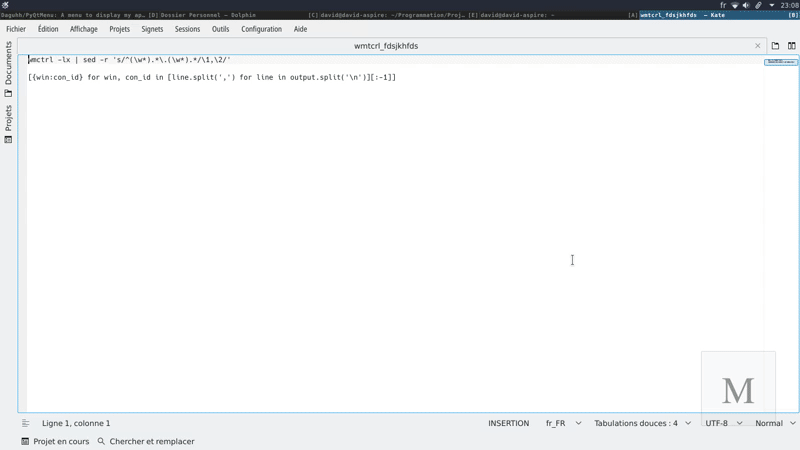 fr 23:08
Daguhh/PyQtMenu: A menu to display my ap… [D] Dossier Personnel — Dolphin [C] david@david-aspire: ~/Programmation/Proj… [E] david@david-aspire: ~ [A] wmtcrl_fdsjkhfds — Kate [B]
Fichier Édition Affichage Projets Signets Sessions Outils Configuration Aide
wmtcrl_fdsjkhfds
Documents
Projets
wmctrl -lx | sed -r 's/^(\w*).*\.(\w*).*/\1,\2/'
[{win:con_id} for win, con_id in [line.split(',') for line in output.split('\n')][:-1]]
M
Ligne 1, colonne 1 INSERTION fr_FR Tabulations douces : 4 UTF-8 Normal
Projet en cours Chercher et remplacer